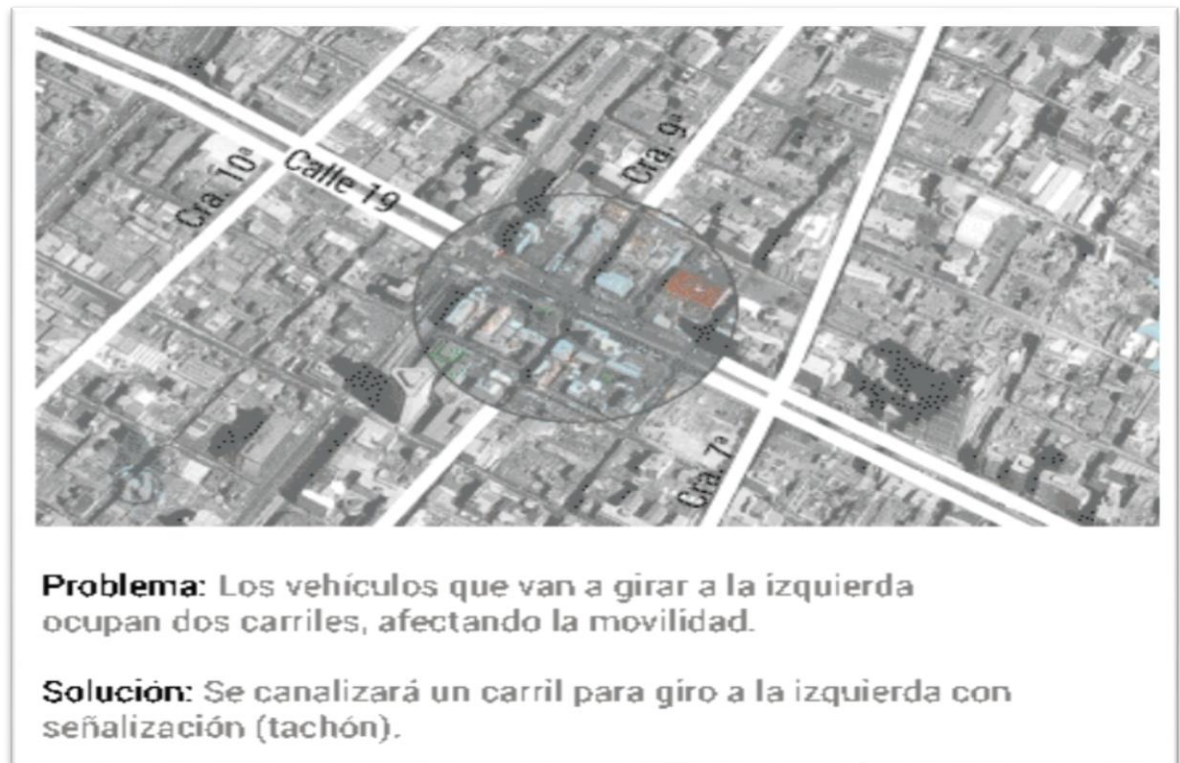 Cra. 9ª
Cra. 10ª
Calle 19
Cra. 7ª
Problema: Los vehículos que van a girar a la izquierda
ocupan dos carriles, afectando la movilidad.
Solución: Se canalizará un carril para giro a la izquierda con
señalización (tachón).